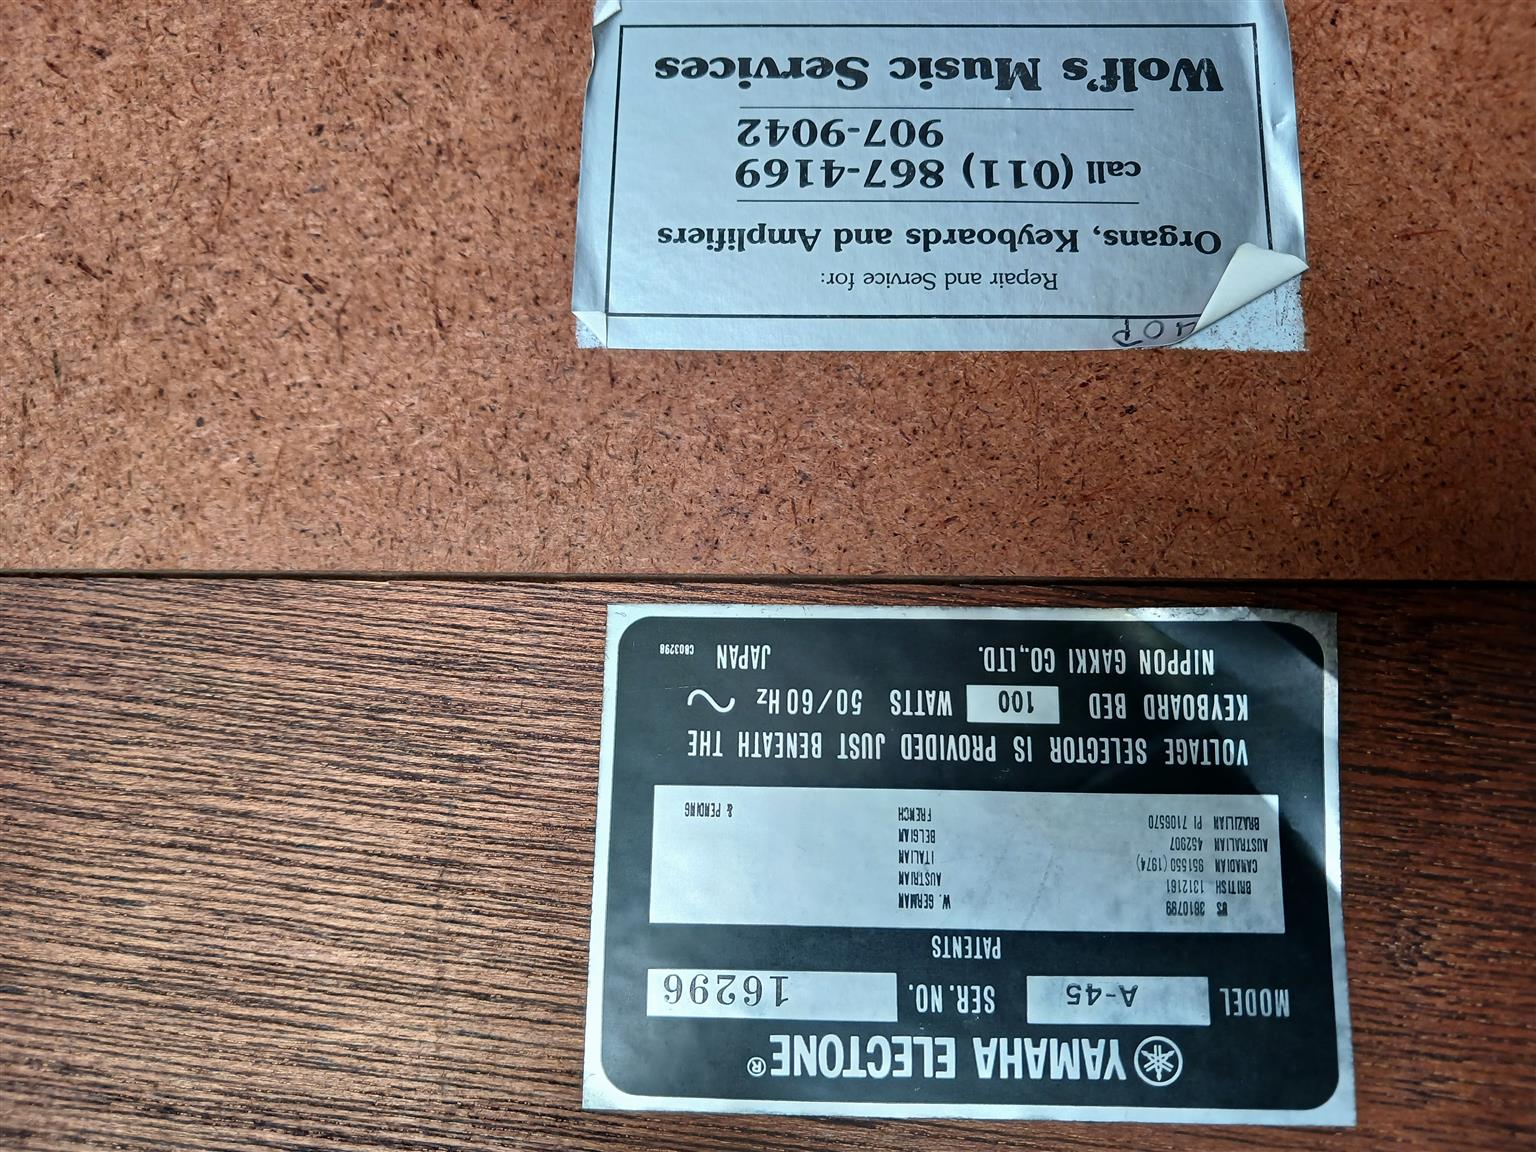 YAMAHA ELECTONE®
MODEL A-45 SER. NO. 16296
PATENTS
US 3810799 W. GERMAN
BRITISH 1312161 AUSTRIAN
CANADIAN 951550(1974) ITALIAN
AUSTRALIAN 452907 BELGIAN
BRAZILIAN PI 7106570 FRENCH & PENDING
VOLTAGE SELECTOR IS PROVIDED JUST BENEATH THE
KEYBOARD BED 100 WATTS 50/60Hz ~
NIPPON GAKKI CO.,LTD. JAPAN CB03298
Repair and Service for:
Organs, Keyboards and Amplifiers
call (011) 867-4169
907-9042
Wolf's Music Services